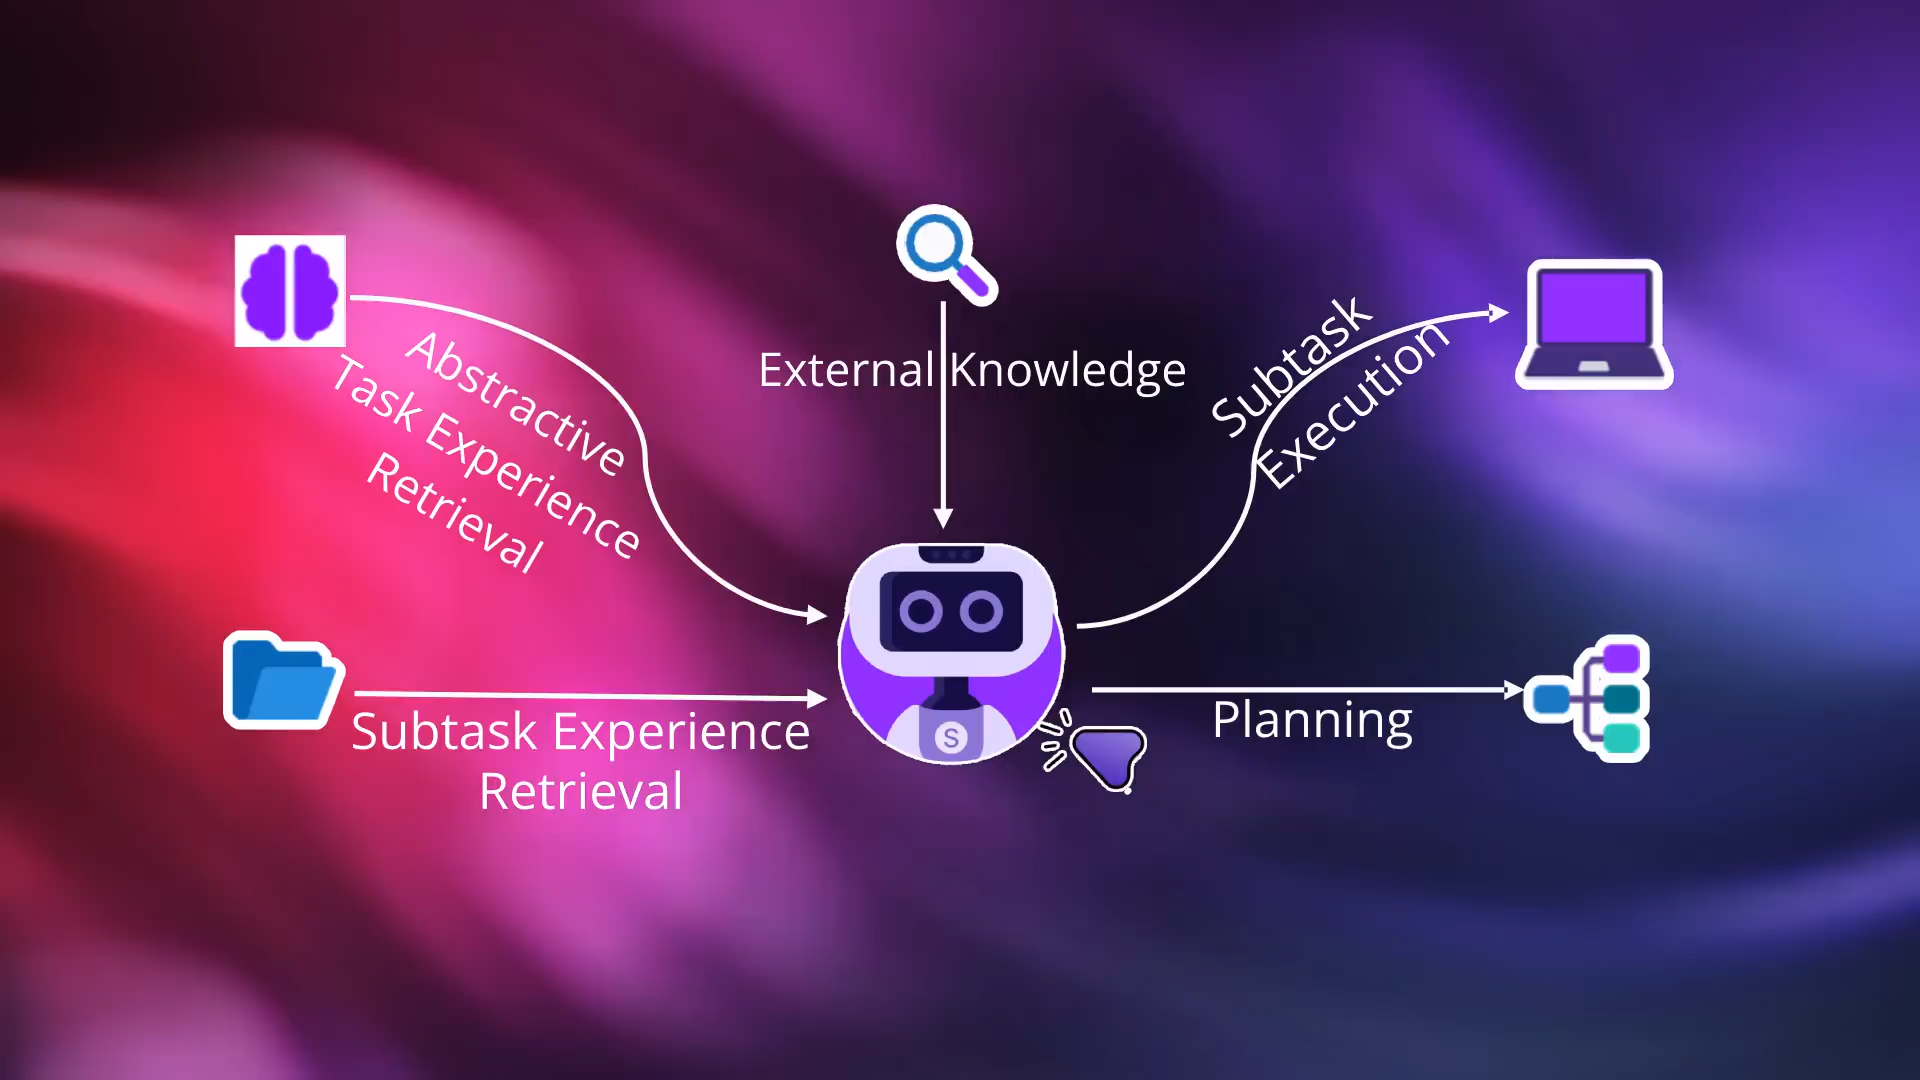 Abstractive
Task Experience
Retrieval
External Knowledge
Subtask
Execution
Subtask Experience
Retrieval
Planning
S